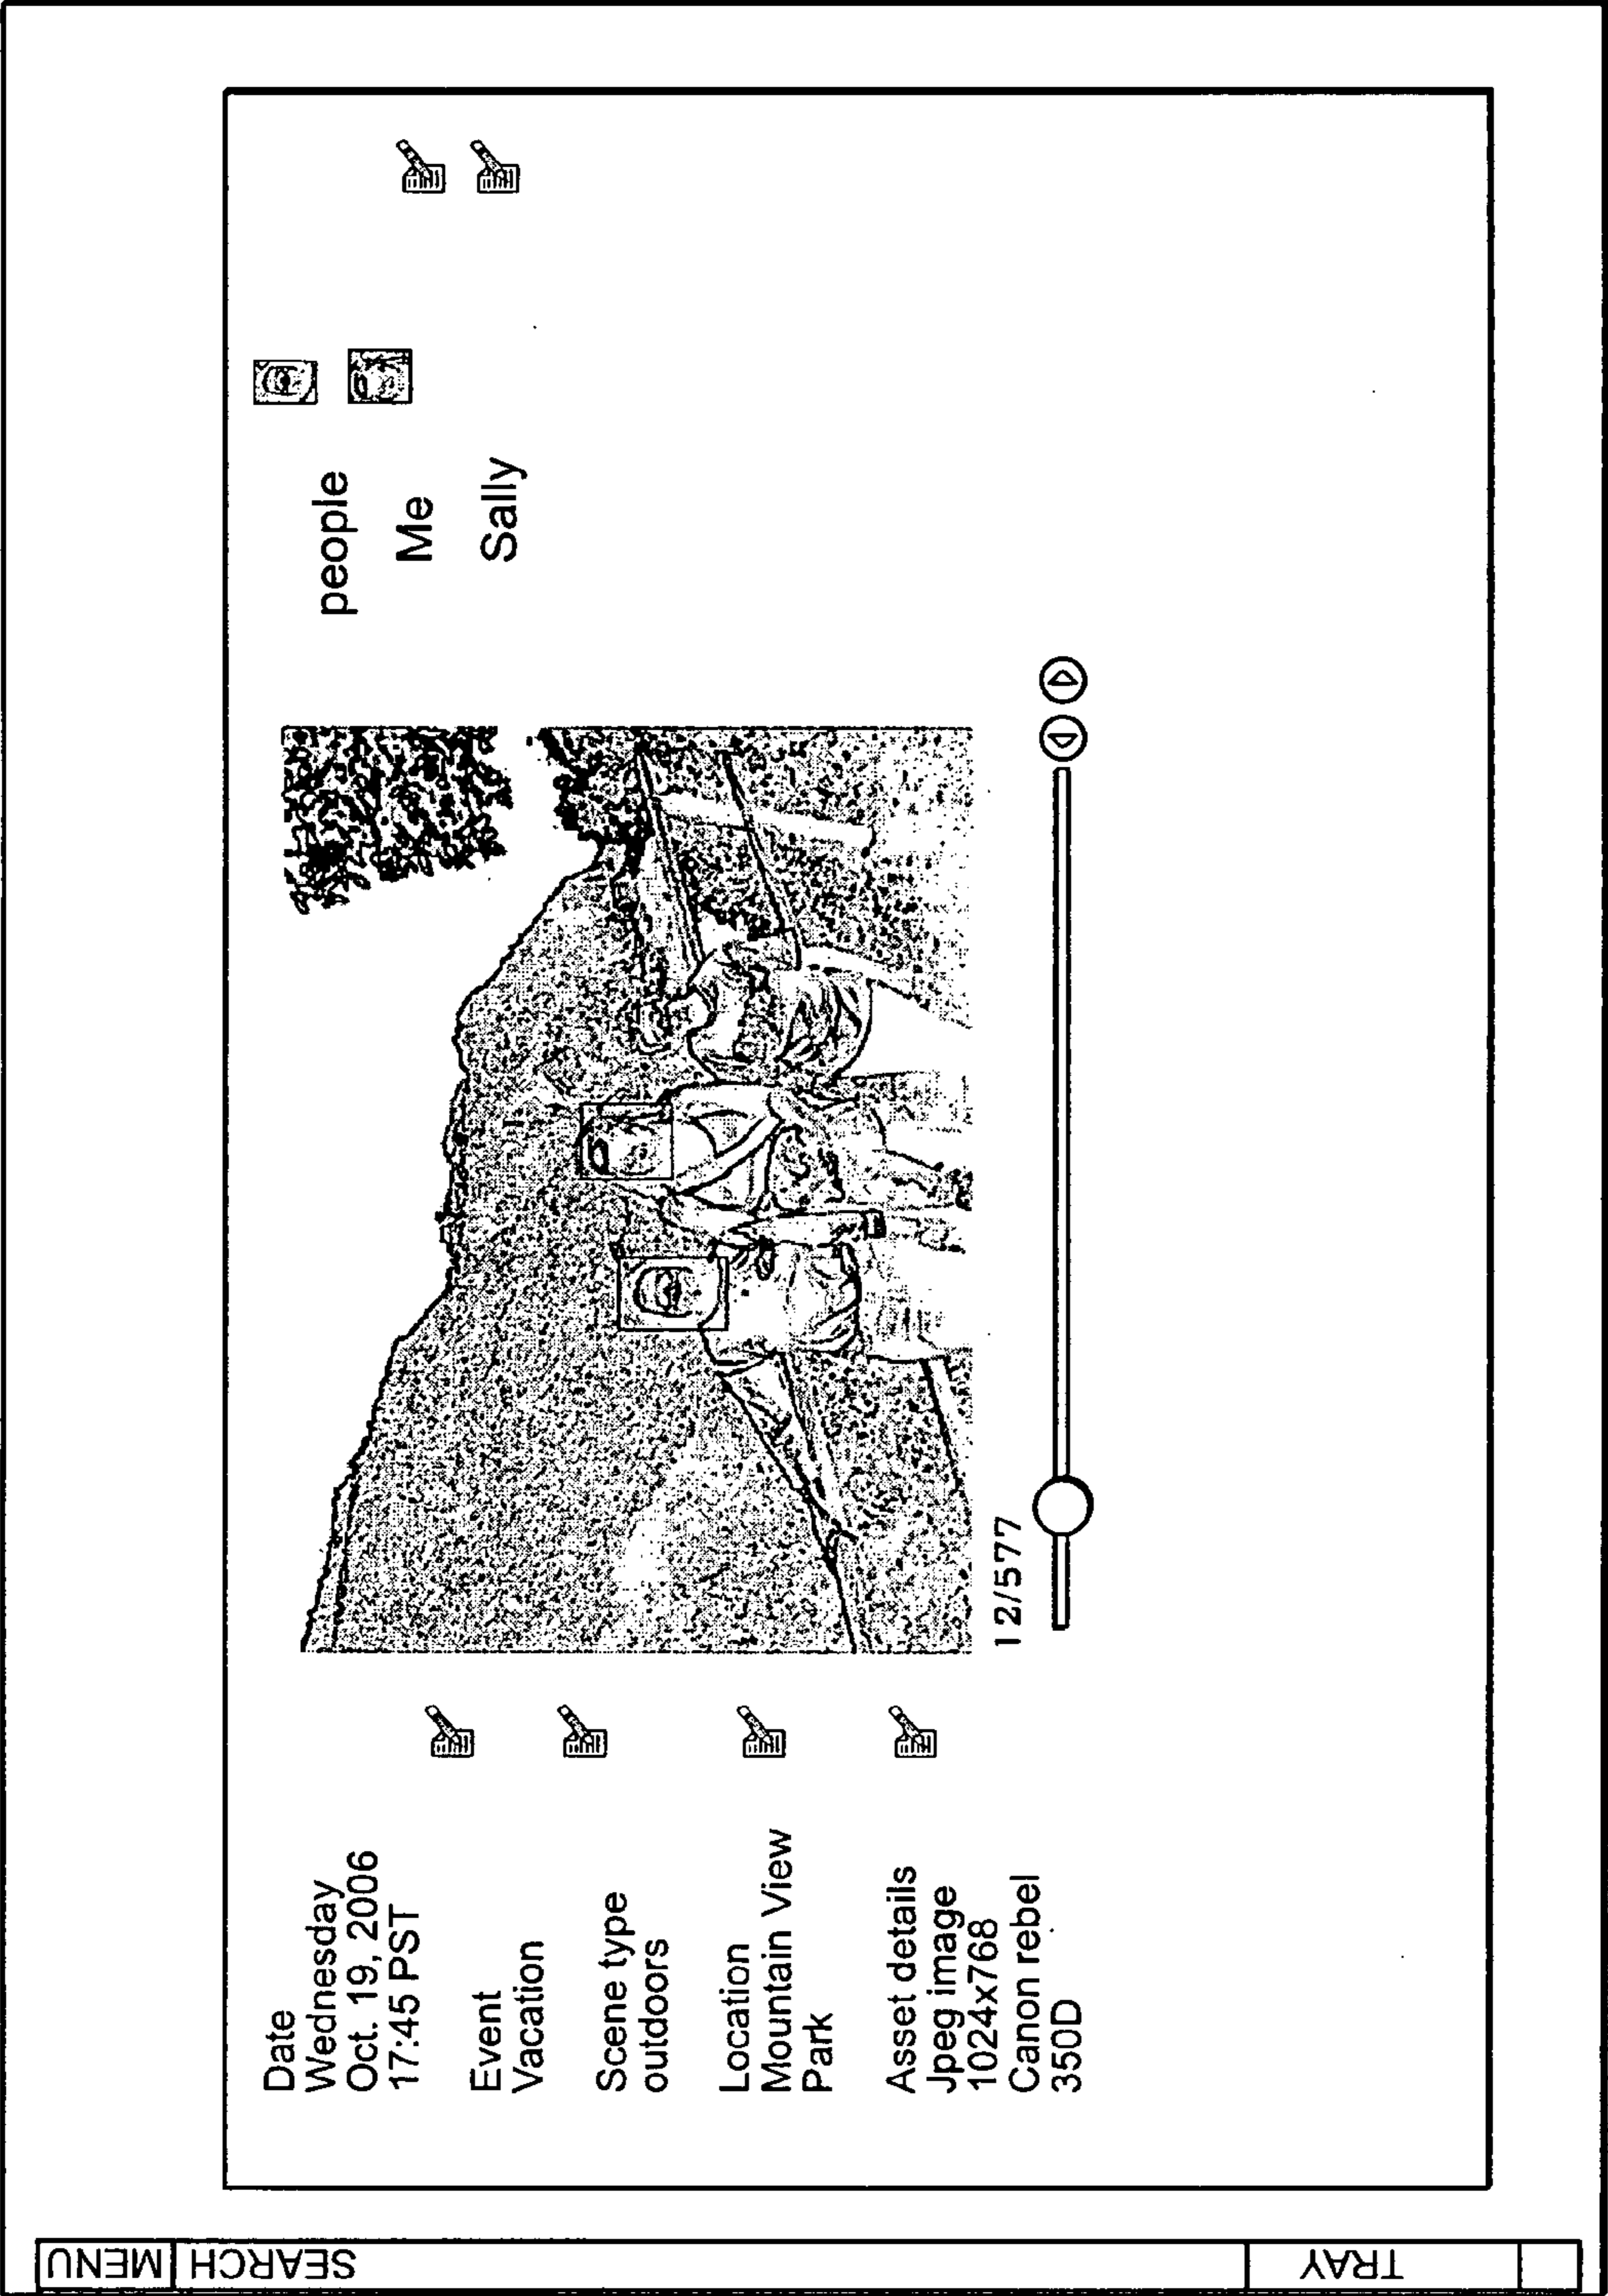 MENU
SEARCH
TRAY
Date
Wednesday
Oct. 19, 2006
17:45 PST
Event
Vacation
Scene type
outdoors
Location
Mountain View
Park
Asset details
Jpeg image
1024x768
Canon rebel
350D
12/577
people
Me
Sally